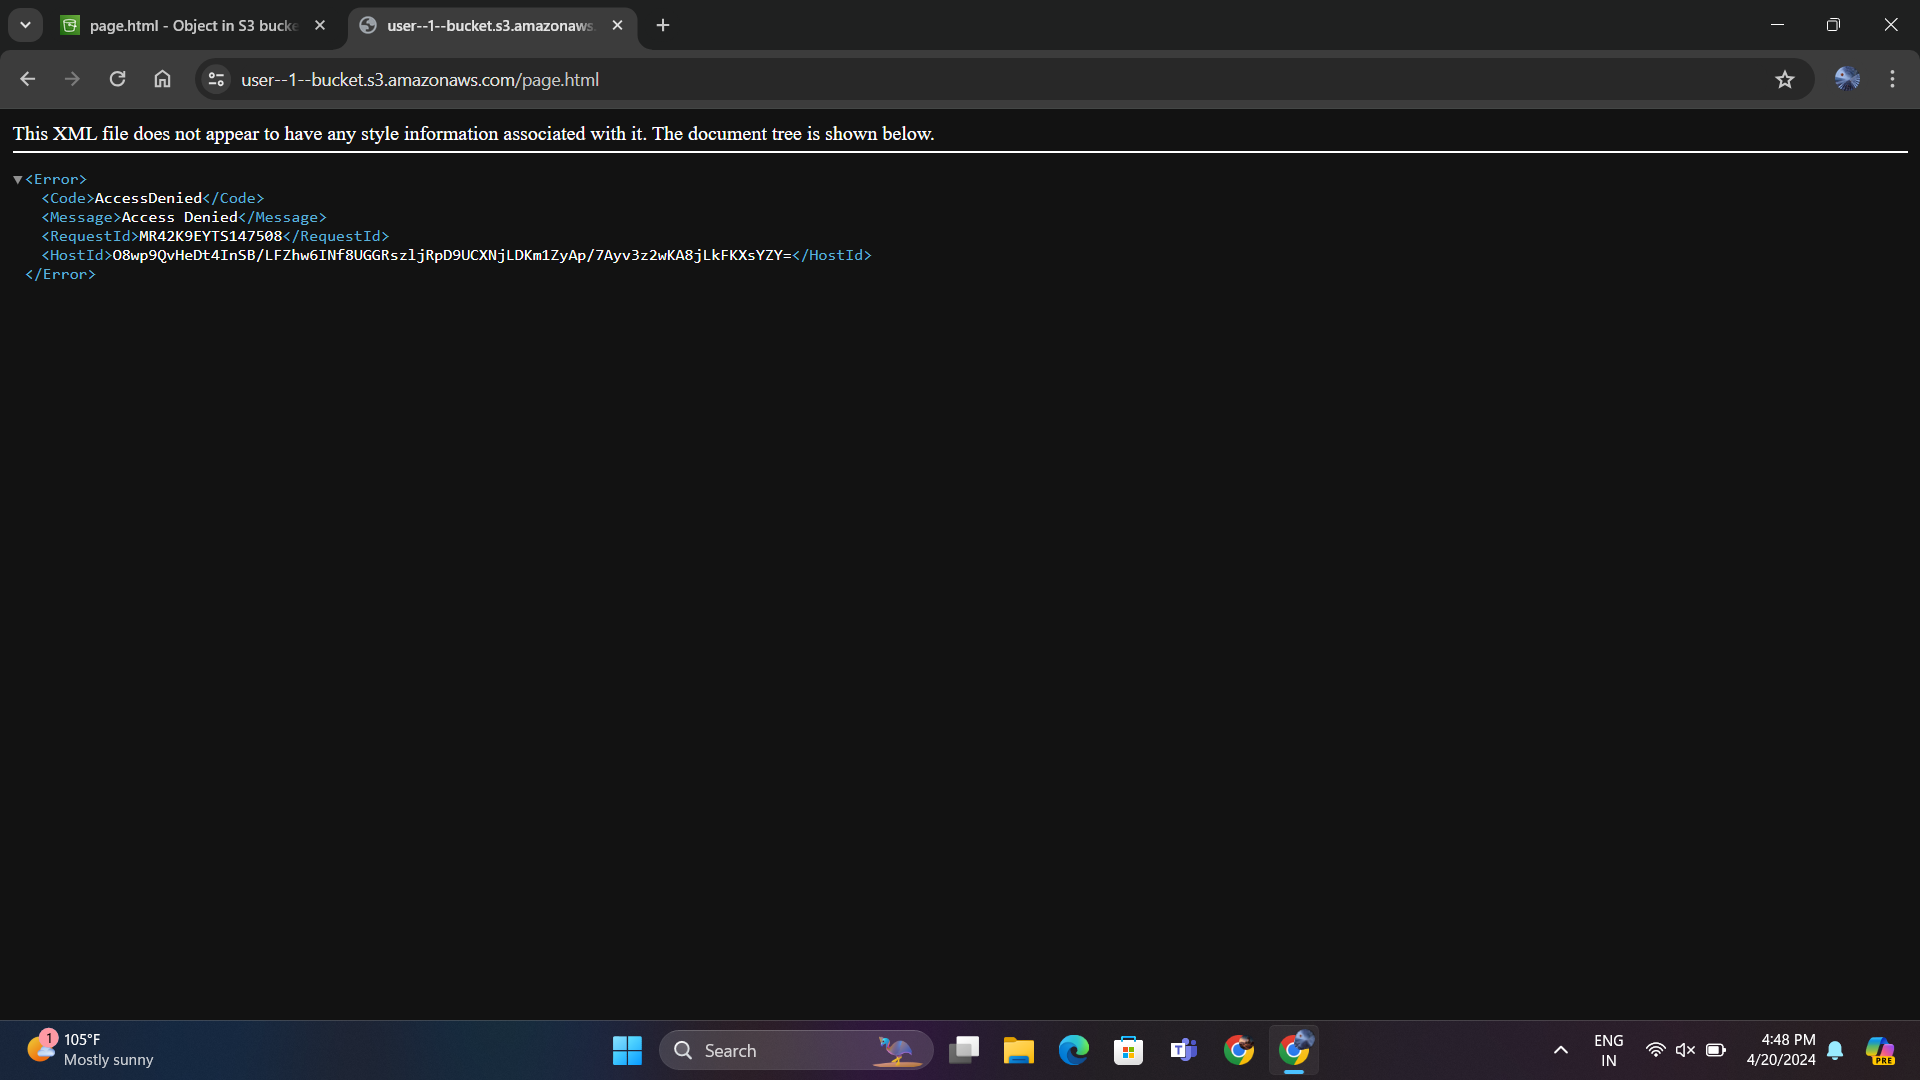 page.html - Object in S3 bucke
user--1--bucket.s3.amazonaws.
user--1--bucket.s3.amazonaws.com/page.html
This XML file does not appear to have any style information associated with it. The document tree is shown below.
▼<Error>
<Code>AccessDenied</Code>
<Message>Access Denied</Message>
<RequestId>MR42K9EYTS147508</RequestId>
<HostId>O8wp9QvHeDt4InSB/LFZhw6INf8UGGRszljRpD9UCXNjLDKm1ZyAp/7Ayv3z2wKA8jLkFKXsYZY=</HostId>
</Error>
1
105°F
Mostly sunny
Search
ENG
IN
4:48 PM
4/20/2024
PRE